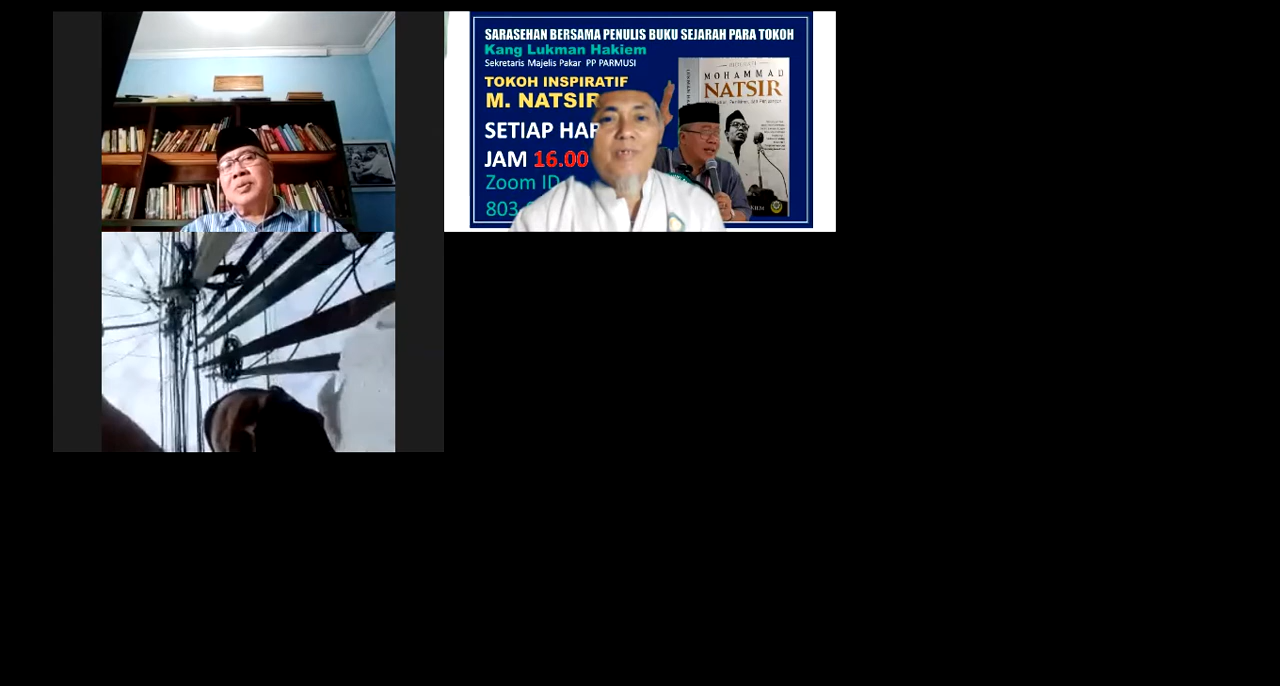 SARASEHAN BERSAMA PENULIS BUKU SEJARAH PARA TOKOH
Kang Lukman Hakiem
Sekretaris Majelis Pakar PP PARMUSI
TOKOH INSPIRATIF
M. NATSIR
SETIAP HAR
JAM 16.00
Zoom ID
803
MOHAMMAD
NATSIR